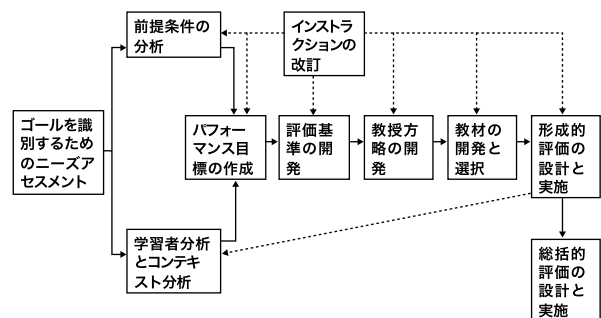 前提条件の
分析
インストラ
クションの
改訂
ゴールを識
別するため
のニーズア
セスメント
パフォー
マンス目
標の作成
評価基
準の開
発
教授方
略の開
発
教材の
開発と
選択
形成的
評価の
設計と
実施
学習者分析
とコンテキ
スト分析
総括的
評価の
設計と
実施